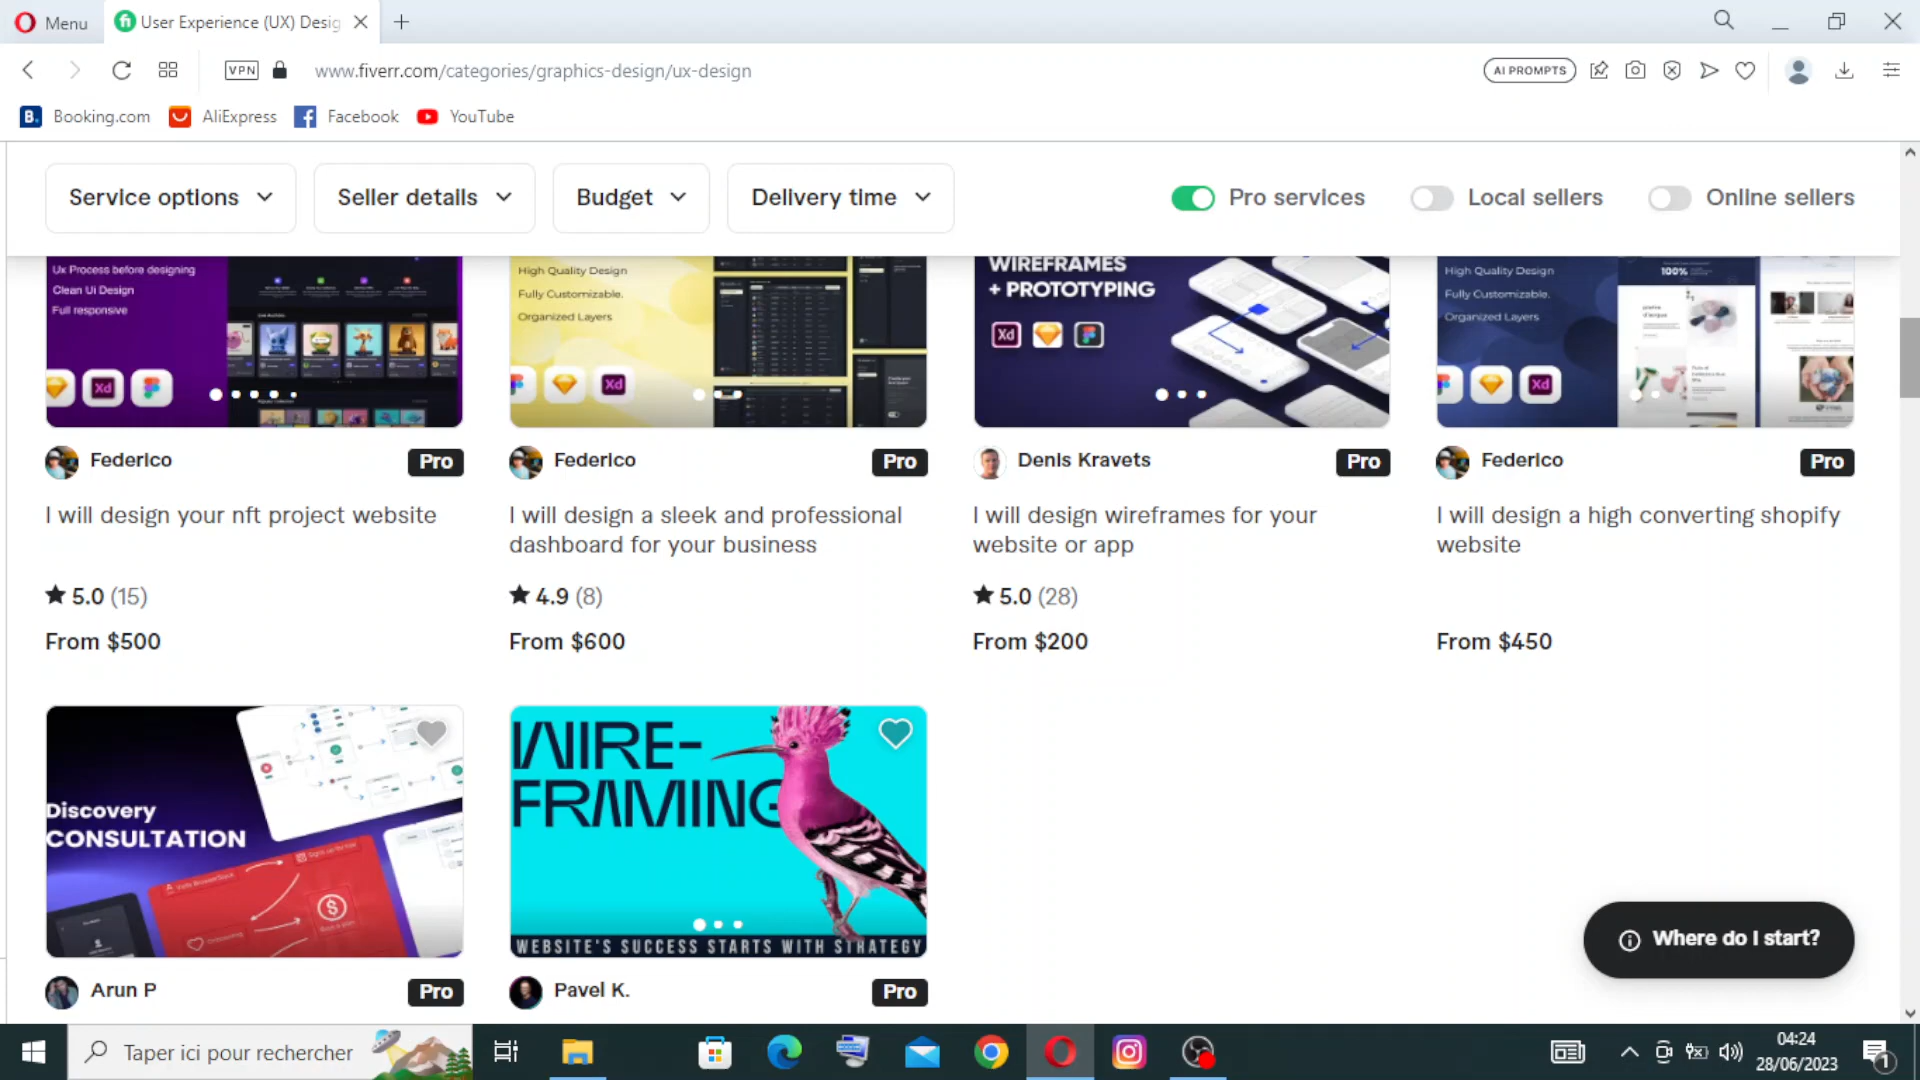 Menu
User Experience (UX) Desig
VPN
www.fiverr.com/categories/graphics-design/ux-design
AI PROMPTS
Booking.com
AliExpress
Facebook
YouTube
Service options
Seller details
Budget
Delivery time
Pro services
Local sellers
Online sellers
Ux Process before designing
Clean Ui Design
Full responsive
Xd
High Quality Design
Fully Customizable.
Organized Layers
Xd
WIREFRAMES
+ PROTOTYPING
Xd
High Quality Design
Fully Customizable.
Organized Layers
Xd
100%
Federico
Pro
Federico
Pro
Denis Kravets
Pro
Federico
Pro
I will design your nft project website
I will design a sleek and professional
dashboard for your business
I will design wireframes for your
website or app
I will design a high converting shopify
website
5.0 (15)
4.9 (8)
5.0 (28)
From $500
From $600
From $200
From $450
Discovery
CONSULTATION
WIRE-
FRAMING
WEBSITE'S SUCCESS STARTS WITH STRATEGY
Arun P
Pro
Pavel K.
Pro
Where do I start?
Taper ici pour rechercher
04:24
28/06/2023
1